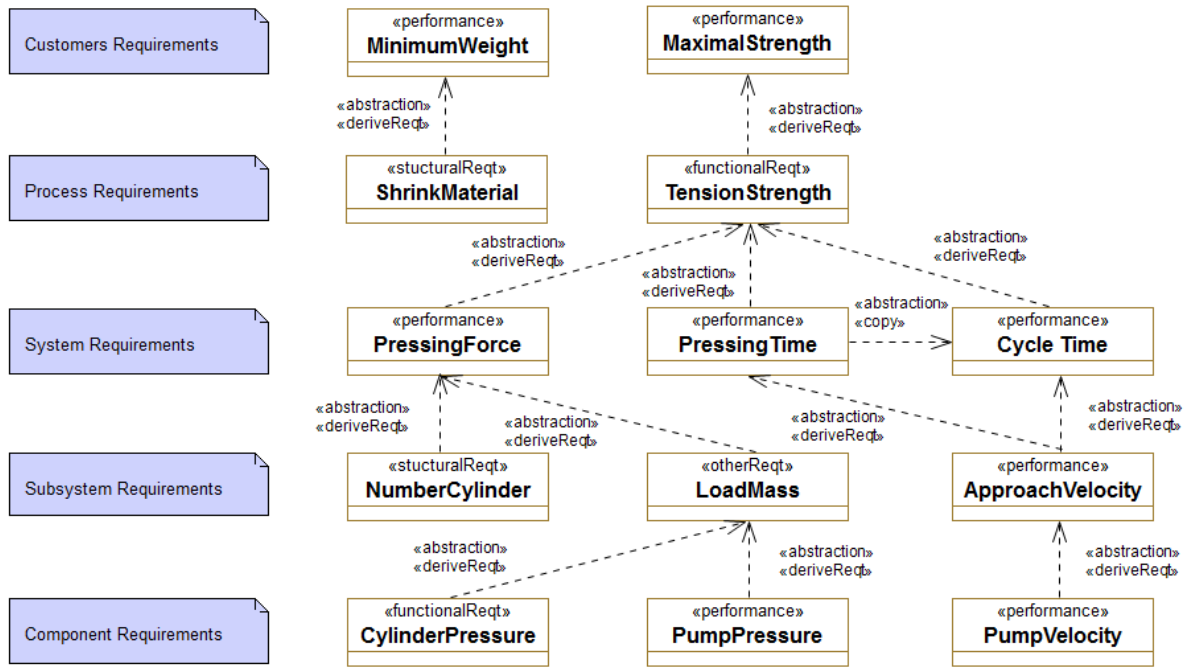 Customers Requirements
«performance»
MinimumWeight
«performance»
MaximalStrength
«abstraction»
«deriveReqt»
«abstraction»
«deriveReqt»
Process Requirements
«stucturalReqt»
ShrinkMaterial
«functionalReqt»
TensionStrength
«abstraction»
«deriveReqt»
«abstraction»
«deriveReqt»
«abstraction»
«deriveReqt»
System Requirements
«performance»
PressingForce
«performance»
PressingTime
«abstraction»
«copy»
«performance»
Cycle Time
«abstraction»
«deriveReqt»
«abstraction»
«deriveReqt»
«abstraction»
«deriveReqt»
«abstraction»
«deriveReqt»
Subsystem Requirements
«stucturalReqt»
NumberCylinder
«otherReqt»
LoadMass
«performance»
ApproachVelocity
«abstraction»
«deriveReqt»
«abstraction»
«deriveReqt»
«abstraction»
«deriveReqt»
Component Requirements
«functionalReqt»
CylinderPressure
«performance»
PumpPressure
«performance»
PumpVelocity